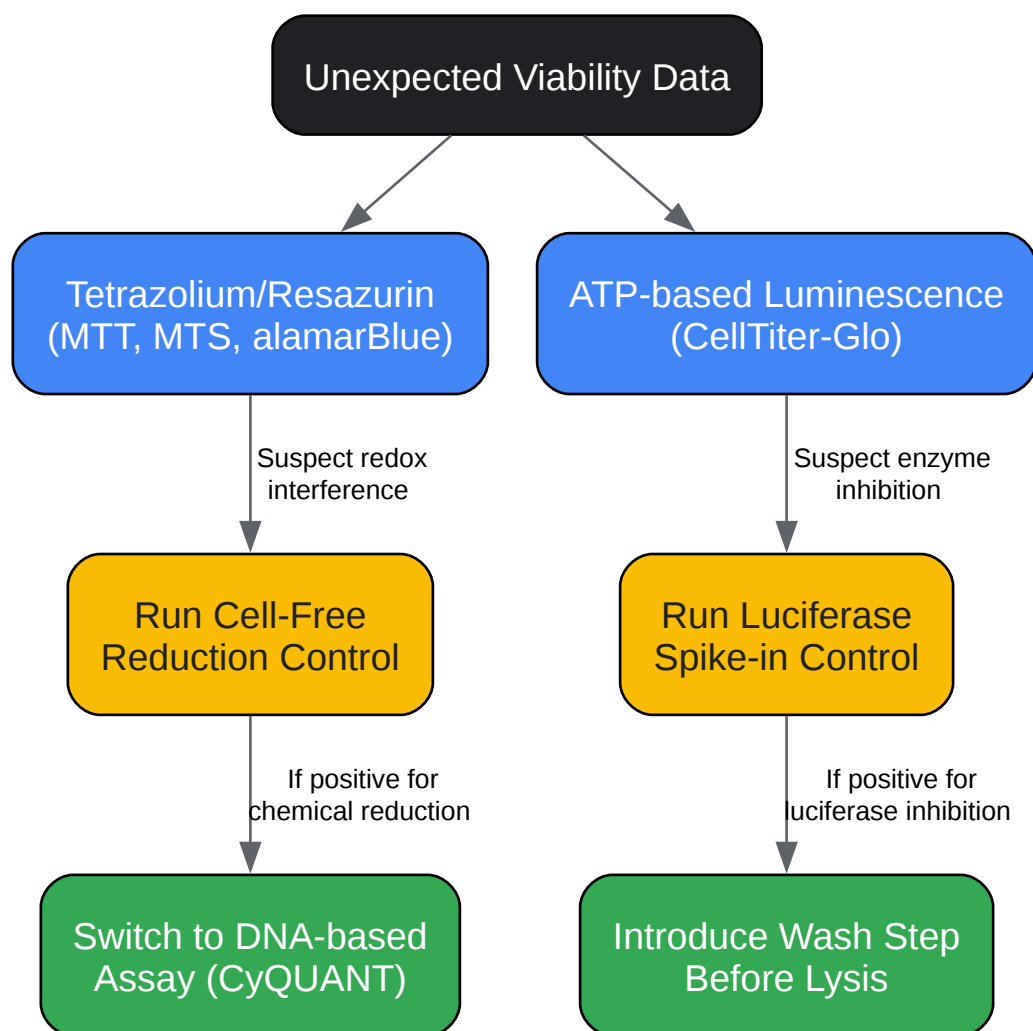 Unexpected Viability Data
Tetrazolium/Resazurin
(MTT, MTS, alamarBlue)
ATP-based Luminescence
(CellTiter-Glo)
Suspect redox
interference
Suspect enzyme
inhibition
Run Cell-Free
Reduction Control
Run Luciferase
Spike-in Control
If positive for
chemical reduction
If positive for
luciferase inhibition
Switch to DNA-based
Assay (CyQUANT)
Introduce Wash Step
Before Lysis